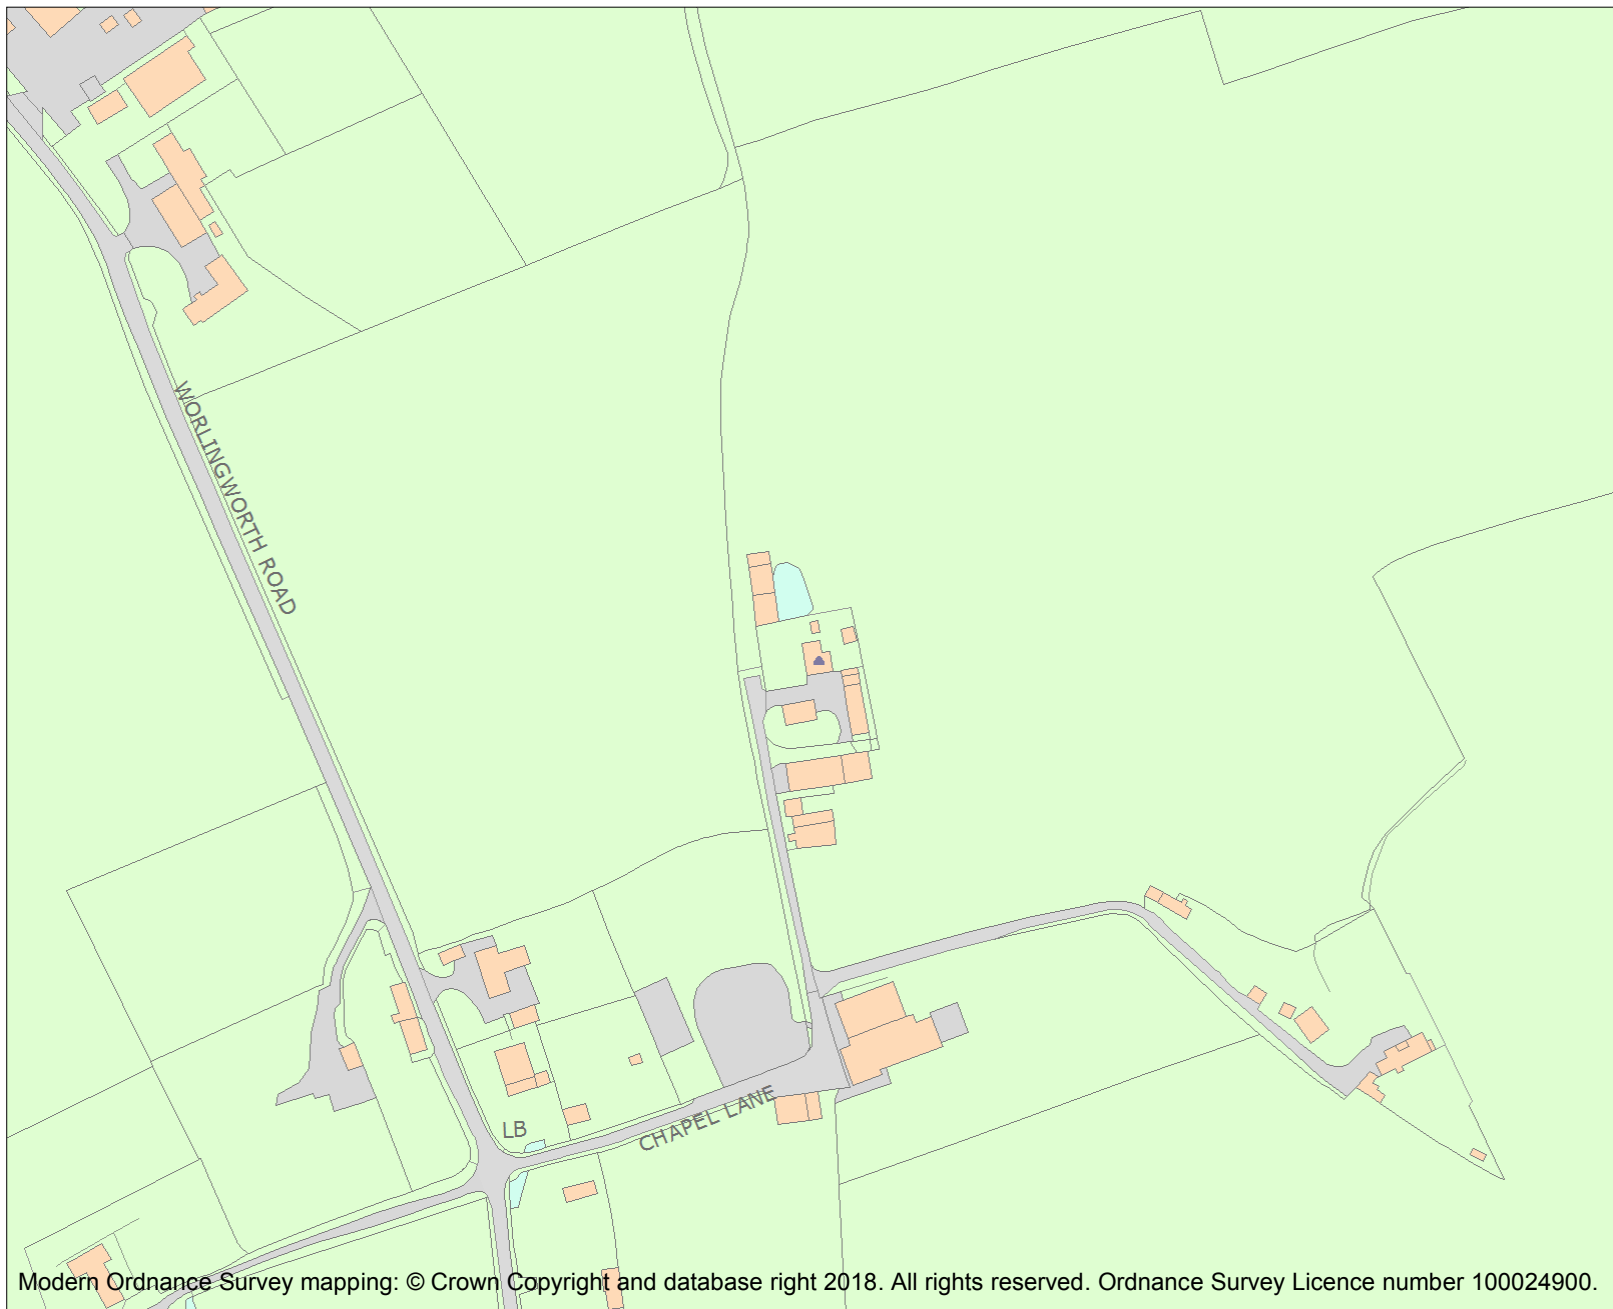 WORLINGWORTH ROAD
LB
CHAPEL LANE
Modern Ordnance Survey mapping: © Crown Copyright and database right 2018. All rights reserved. Ordnance Survey Licence number 100024900.